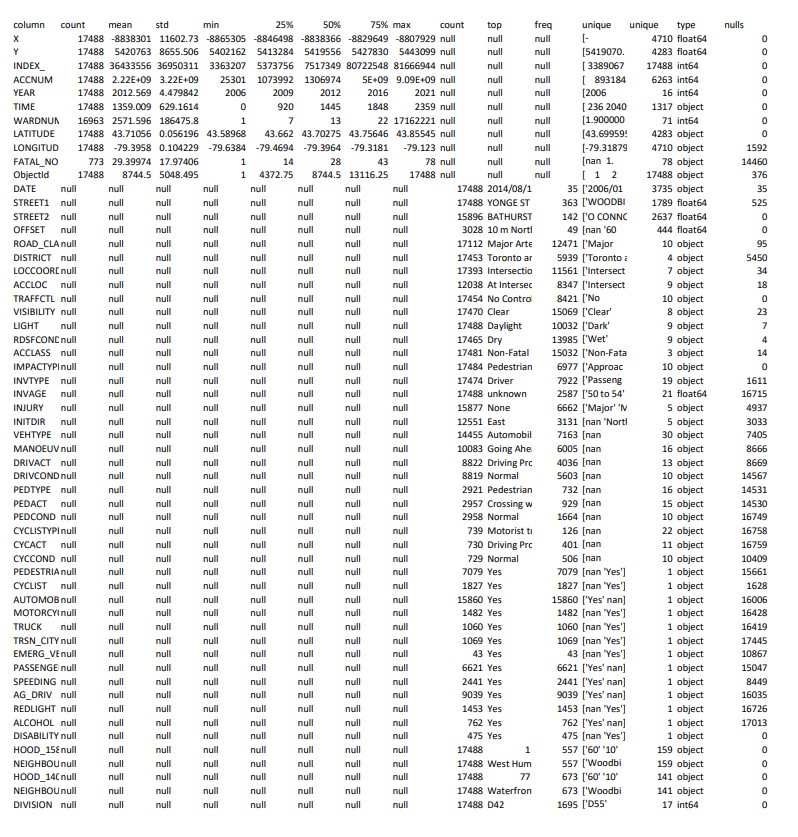 column count mean std min 25% 50% 75% max count top freq unique unique type nulls
X 17488 -8838301 11602.73 -8865305 -8846498 -8838366 -8829649 -8807929 null null null [- 4710 float64 0
Y 17488 5420763 8655.506 5402162 5413284 5419556 5427830 5443099 null null null [5419070. 4283 float64 0
INDEX_ 17488 36433556 36950311 3363207 5373756 7517349 80722548 81666944 null null null [ 3389067 17488 int64 0
ACCNUM 17488 2.22E+09 3.22E+09 25301 1073992 1306974 5E+09 9.09E+09 null null null [ 893184 6263 int64 0
YEAR 17488 2012.569 4.479842 2006 2009 2012 2016 2021 null null null [2006 16 int64 0
TIME 17488 1359.009 629.1614 0 920 1445 1848 2359 null null null [ 236 2040 1317 object 0
WARDNUM 16963 2571.596 186475.8 1 7 13 22 17162221 null null null [1.900000 71 int64 0
LATITUDE 17488 43.71056 0.056196 43.58968 43.662 43.70275 43.75646 43.85545 null null null [43.699595 4283 object 0
LONGITUD 17488 -79.3958 0.104229 -79.6384 -79.4694 -79.3964 -79.3181 -79.123 null null null [-79.31879 4710 object 1592
FATAL_NO 773 29.39974 17.97406 1 14 28 43 78 null null null [nan 1. 78 object 14460
ObjectId 17488 8744.5 5048.495 1 4372.75 8744.5 13116.25 17488 null null null [ 1 2 17488 object 376
DATE null null null null null null null null 17488 2014/08/1 35 ['2006/01 3735 object 35
STREET1 null null null null null null null null 17488 YONGE ST 363 ['WOODBI 1789 float64 525
STREET2 null null null null null null null null 15896 BATHURST 142 ['O CONNC 2637 float64 0
OFFSET null null null null null null null null 3028 10 m North 49 [nan '60 444 float64 0
ROAD_CLA null null null null null null null null 17112 Major Arte 12471 ['Major 10 object 95
DISTRICT null null null null null null null null 17453 Toronto ar 5939 ['Toronto a 4 object 5450
LOCCOORD null null null null null null null null 17393 Intersectio 11561 ['Intersect 7 object 34
ACCLOC null null null null null null null null 12038 At Intersec 8347 ['Intersect 9 object 18
TRAFFCTL null null null null null null null null 17454 No Control 8421 ['No 10 object 0
VISIBILITY null null null null null null null null 17470 Clear 15069 ['Clear' 8 object 23
LIGHT null null null null null null null null 17488 Daylight 10032 ['Dark' 9 object 7
RDSFCOND null null null null null null null null 17465 Dry 13985 ['Wet' 9 object 4
ACCLASS null null null null null null null null 17481 Non-Fatal 15032 ['Non-Fata 3 object 14
IMPACTYPI null null null null null null null null 17484 Pedestrian 6977 ['Approac 10 object 0
INVTYPE null null null null null null null null 17474 Driver 7922 ['Passeng 19 object 1611
INVAGE null null null null null null null null 17488 unknown 2587 ['50 to 54' 21 float64 16715
INJURY null null null null null null null null 15877 None 6662 ['Major' 'M 5 object 4937
INITDIR null null null null null null null null 12551 East 3131 [nan 'North 5 object 3033
VEHTYPE null null null null null null null null 14455 Automobil 7163 [nan 30 object 7405
MANOEUV null null null null null null null null 10083 Going Ahe 6005 [nan 16 object 8666
DRIVACT null null null null null null null null 8822 Driving Pro 4036 [nan 13 object 8669
DRIVCOND null null null null null null null null 8819 Normal 5603 [nan 10 object 14567
PEDTYPE null null null null null null null null 2921 Pedestrian 732 [nan 16 object 14531
PEDACT null null null null null null null null 2957 Crossing w 929 [nan 15 object 14530
PEDCOND null null null null null null null null 2958 Normal 1664 [nan 10 object 16749
CYCLISTYPI null null null null null null null null 739 Motorist tu 126 [nan 22 object 16758
CYCACT null null null null null null null null 730 Driving Pro 401 [nan 11 object 16759
CYCCOND null null null null null null null null 729 Normal 506 [nan 10 object 10409
PEDESTRIA null null null null null null null null 7079 Yes 7079 [nan 'Yes'] 1 object 15661
CYCLIST null null null null null null null null 1827 Yes 1827 [nan 'Yes'] 1 object 1628
AUTOMOB null null null null null null null null 15860 Yes 15860 ['Yes' nan] 1 object 16006
MOTORCY null null null null null null null null 1482 Yes 1482 [nan 'Yes'] 1 object 16428
TRUCK null null null null null null null null 1060 Yes 1060 [nan 'Yes'] 1 object 16419
TRSN_CITY null null null null null null null null 1069 Yes 1069 [nan 'Yes'] 1 object 17445
EMERG_VE null null null null null null null null 43 Yes 43 [nan 'Yes'] 1 object 10867
PASSENGE null null null null null null null null 6621 Yes 6621 ['Yes' nan] 1 object 15047
SPEEDING null null null null null null null null 2441 Yes 2441 ['Yes' nan] 1 object 8449
AG_DRIV null null null null null null null null 9039 Yes 9039 ['Yes' nan] 1 object 16035
REDLIGHT null null null null null null null null 1453 Yes 1453 [nan 'Yes'] 1 object 16726
ALCOHOL null null null null null null null null 762 Yes 762 ['Yes' nan] 1 object 17013
DISABILITY null null null null null null null null 475 Yes 475 [nan 'Yes'] 1 object 0
HOOD_158 null null null null null null null null 17488 1 557 ['60' '10' 159 object 0
NEIGHBOU null null null null null null null null 17488 West Hum 557 ['Woodbi 159 object 0
HOOD_140 null null null null null null null null 17488 77 673 ['60' '10' 141 object 0
NEIGHBOU null null null null null null null null 17488 Waterfron 673 ['Woodbi 141 object 0
DIVISION null null null null null null null null 17488 D42 1695 ['D55' 17 int64 0